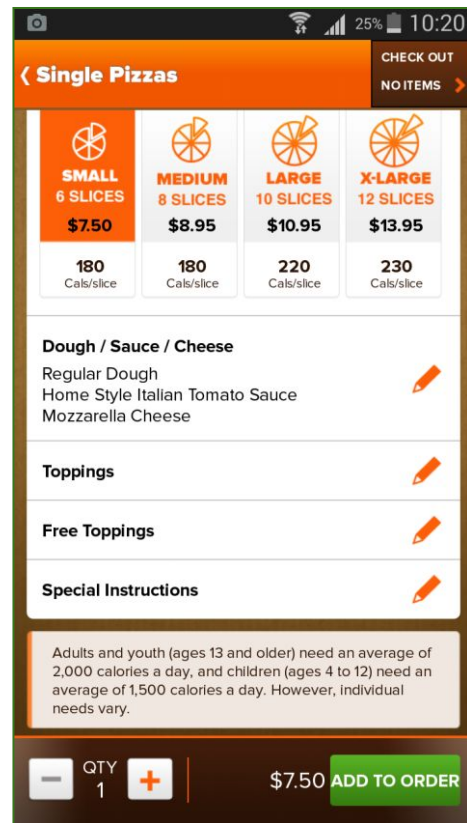 25% 10:20
Single Pizzas
CHECK OUT
NO ITEMS
SMALL
6 SLICES
$7.50
180
Cals/slice
MEDIUM
8 SLICES
$8.95
180
Cals/slice
LARGE
10 SLICES
$10.95
220
Cals/slice
X-LARGE
12 SLICES
$13.95
230
Cals/slice
Dough / Sauce / Cheese
Regular Dough
Home Style Italian Tomato Sauce
Mozzarella Cheese
Toppings
Free Toppings
Special Instructions
Adults and youth (ages 13 and older) need an average of
2,000 calories a day, and children (ages 4 to 12) need an
average of 1,500 calories a day. However, individual
needs vary.
QTY
1
$7.50 ADD TO ORDER